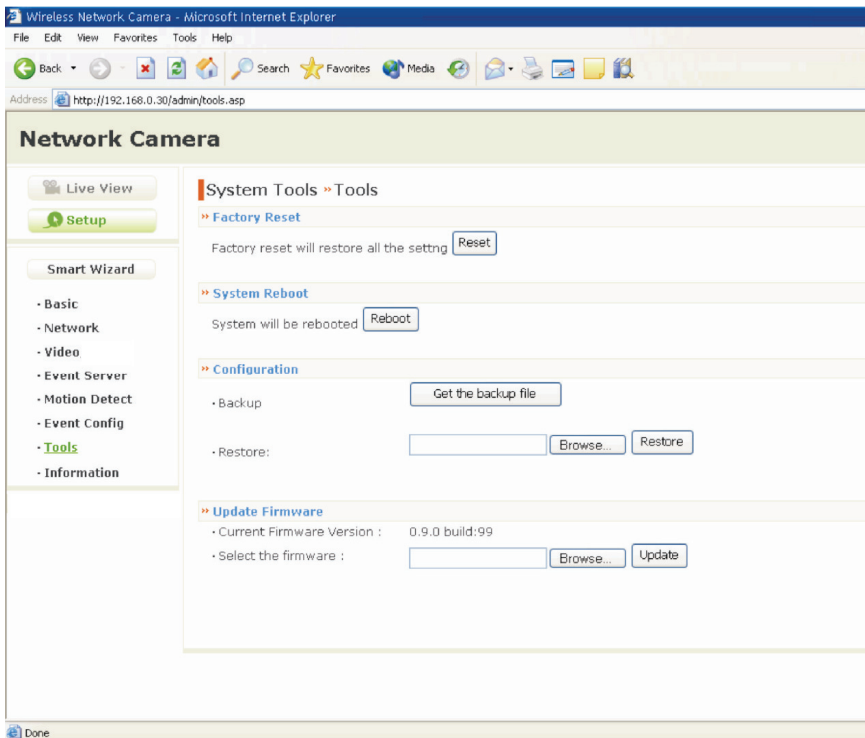 Wireless Network Camera - Microsoft Internet Explorer
File Edit View Favorites Tools Help
Back Search Favorites Media
Address http://192.168.0.30/admin/tools.asp
Network Camera
Live View
Setup
Smart Wizard
· Basic
· Network
· Video
· Event Server
· Motion Detect
· Event Config
· Tools
· Information
System Tools » Tools
» Factory Reset
Factory reset will restore all the settng Reset
» System Reboot
System will be rebooted Reboot
» Configuration
· Backup Get the backup file
· Restore: Browse... Restore
» Update Firmware
· Current Firmware Version : 0.9.0 build:99
· Select the firmware : Browse... Update
Done